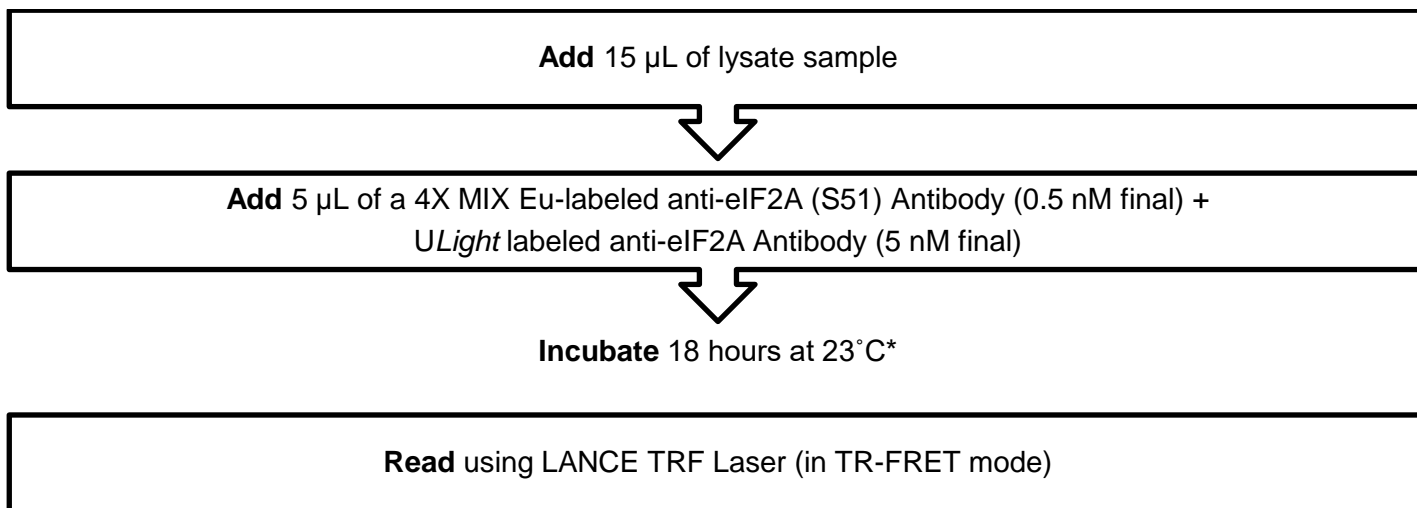 Add 15 µL of lysate sample
Add 5 µL of a 4X MIX Eu-labeled anti-eIF2A (S51) Antibody (0.5 nM final) +
ULight labeled anti-eIF2A Antibody (5 nM final)
Incubate 18 hours at 23˚C*
Read using LANCE TRF Laser (in TR-FRET mode)